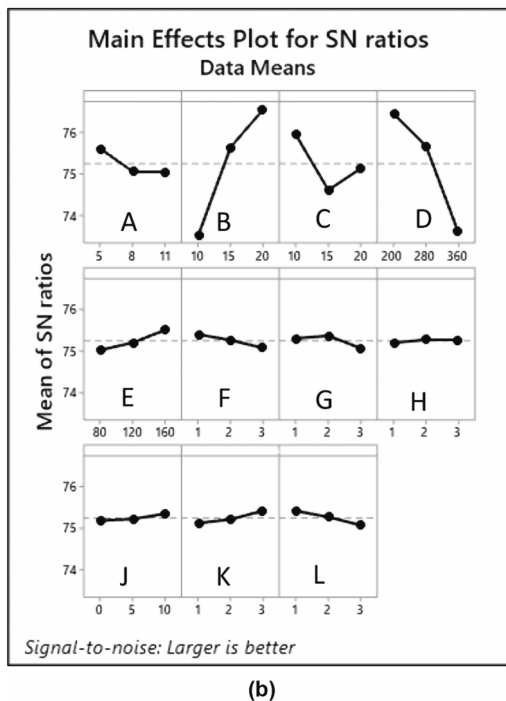 Main Effects Plot for SN ratios
Data Means
Mean of SN ratios
76
75
74
A
B
C
D
5 8 11 10 15 20 10 15 20 200 280 360
76
75
74
E
F
G
H
80 120 160 1 2 3 1 2 3 1 2 3
76
75
74
J
K
L
0 5 10 1 2 3 1 2 3
Signal-to-noise: Larger is better
(b)